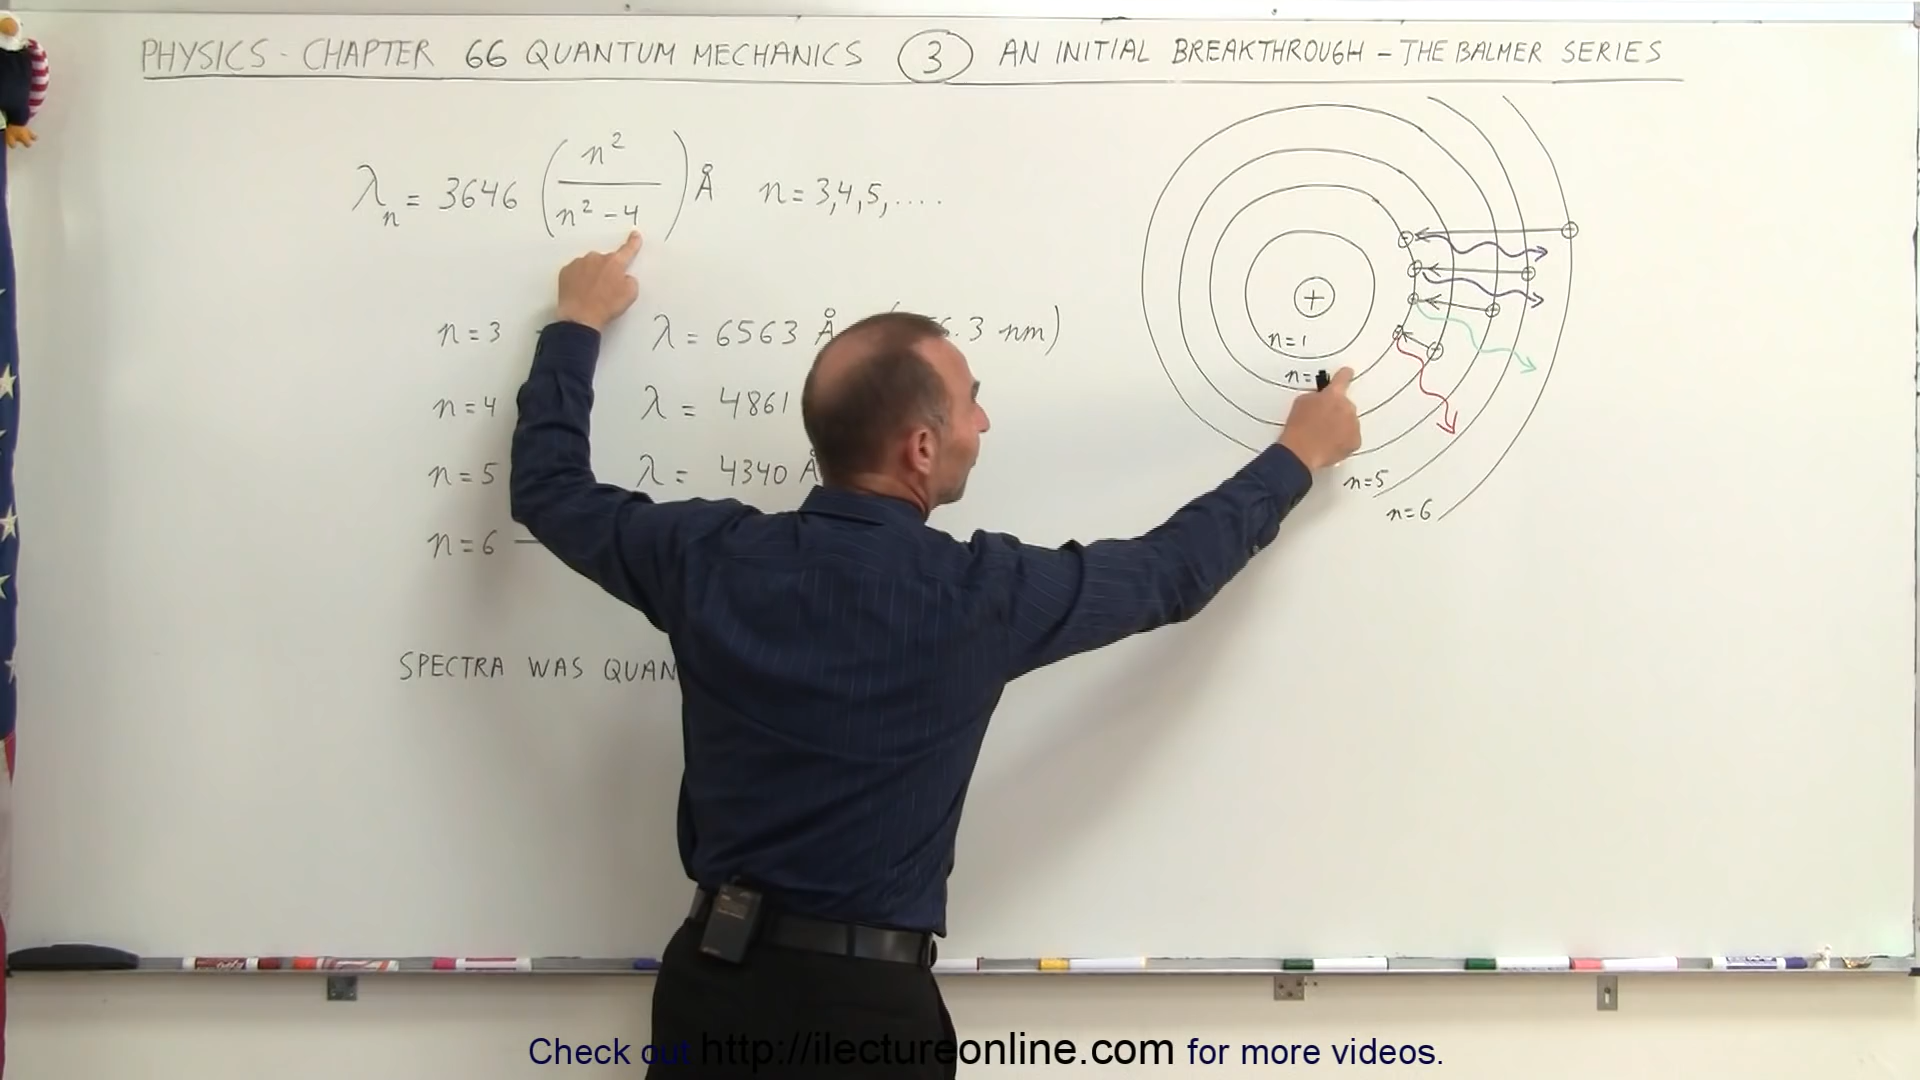 PHYSICS - CHAPTER 66 QUANTUM MECHANICS 3 AN INITIAL BREAKTHROUGH - THE BALMER SERIES
λn = 3646 (n² / n² - 4) Å n = 3,4,5,....
n = 3 λ = 6563 Å .3 nm)
n = 4 λ = 4861
n = 5 λ = 4340 Å
n = 6
SPECTRA WAS
+
n=1
n=
n=5
n=6
Check out http://ilectureonline.com for more videos.